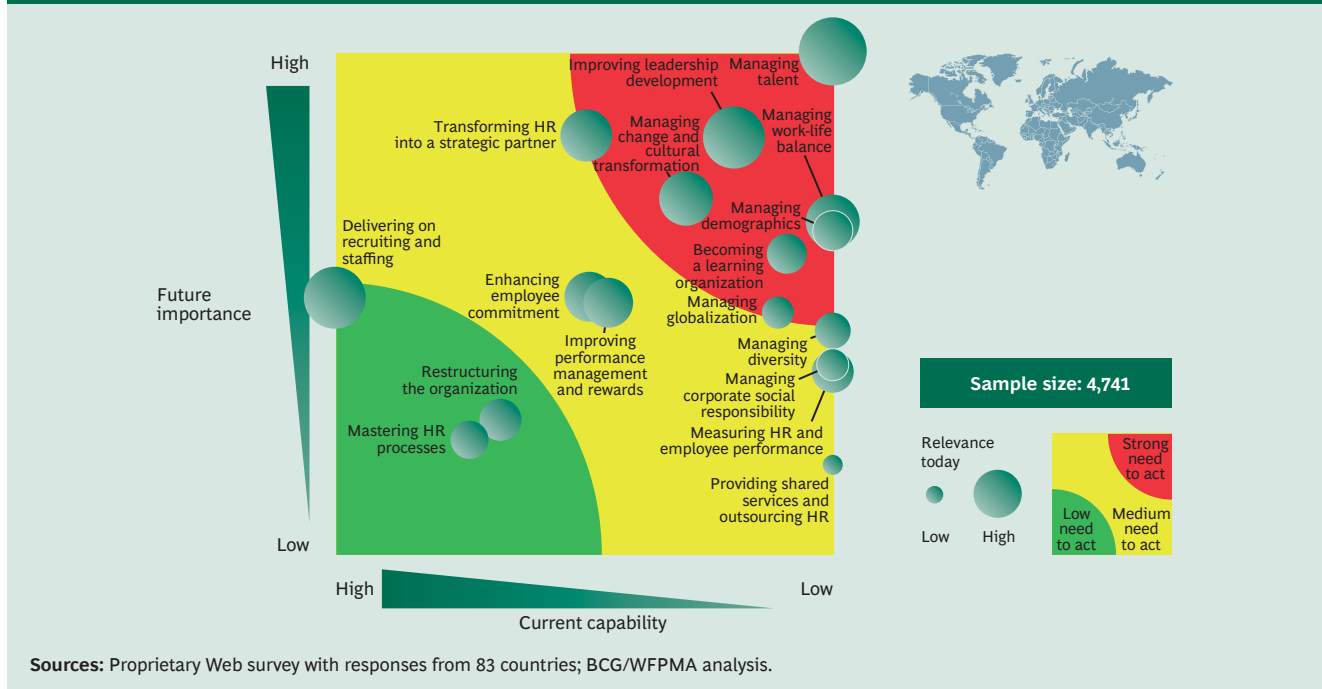 High
Future
importance
Low
Improving leadership
development
Managing
talent
Transforming HR
into a strategic partner
Managing
change and
cultural
transformation
Managing
work-life
balance
Managing
demographics
Delivering on
recruiting and
staffing
Becoming
a learning
organization
Enhancing
employee
commitment
Managing
globalization
Improving
performance
management
and rewards
Managing
diversity
Restructuring
the organization
Managing
corporate social
responsibility
Mastering HR
processes
Measuring HR and
employee performance
Providing shared
services and
outsourcing HR
High
Low
Current capability
Sample size: 4,741
Relevance
today
Low
High
Strong
need
to act
Low
need
to act
Medium
need
to act
Sources: Proprietary Web survey with responses from 83 countries; BCG/WFPMA analysis.